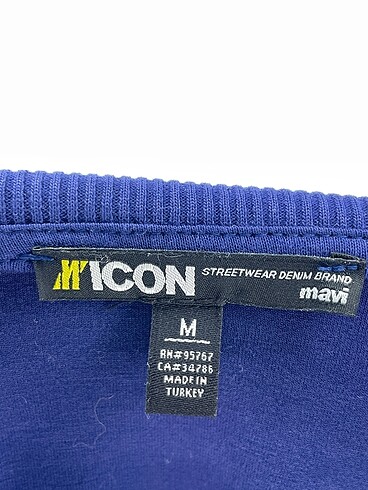 M'ICON STREETWEAR DENIM BRAND
mavi
M
RN#95767
CA#34786
MADE IN
TURKEY